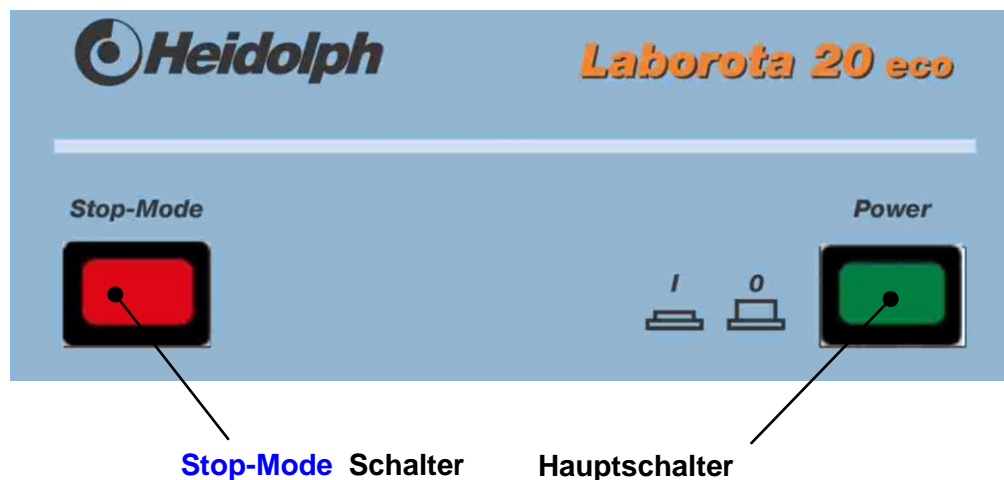 Heidolph Laborota 20 eco
Stop-Mode Power
I 0
Stop-Mode Schalter Hauptschalter